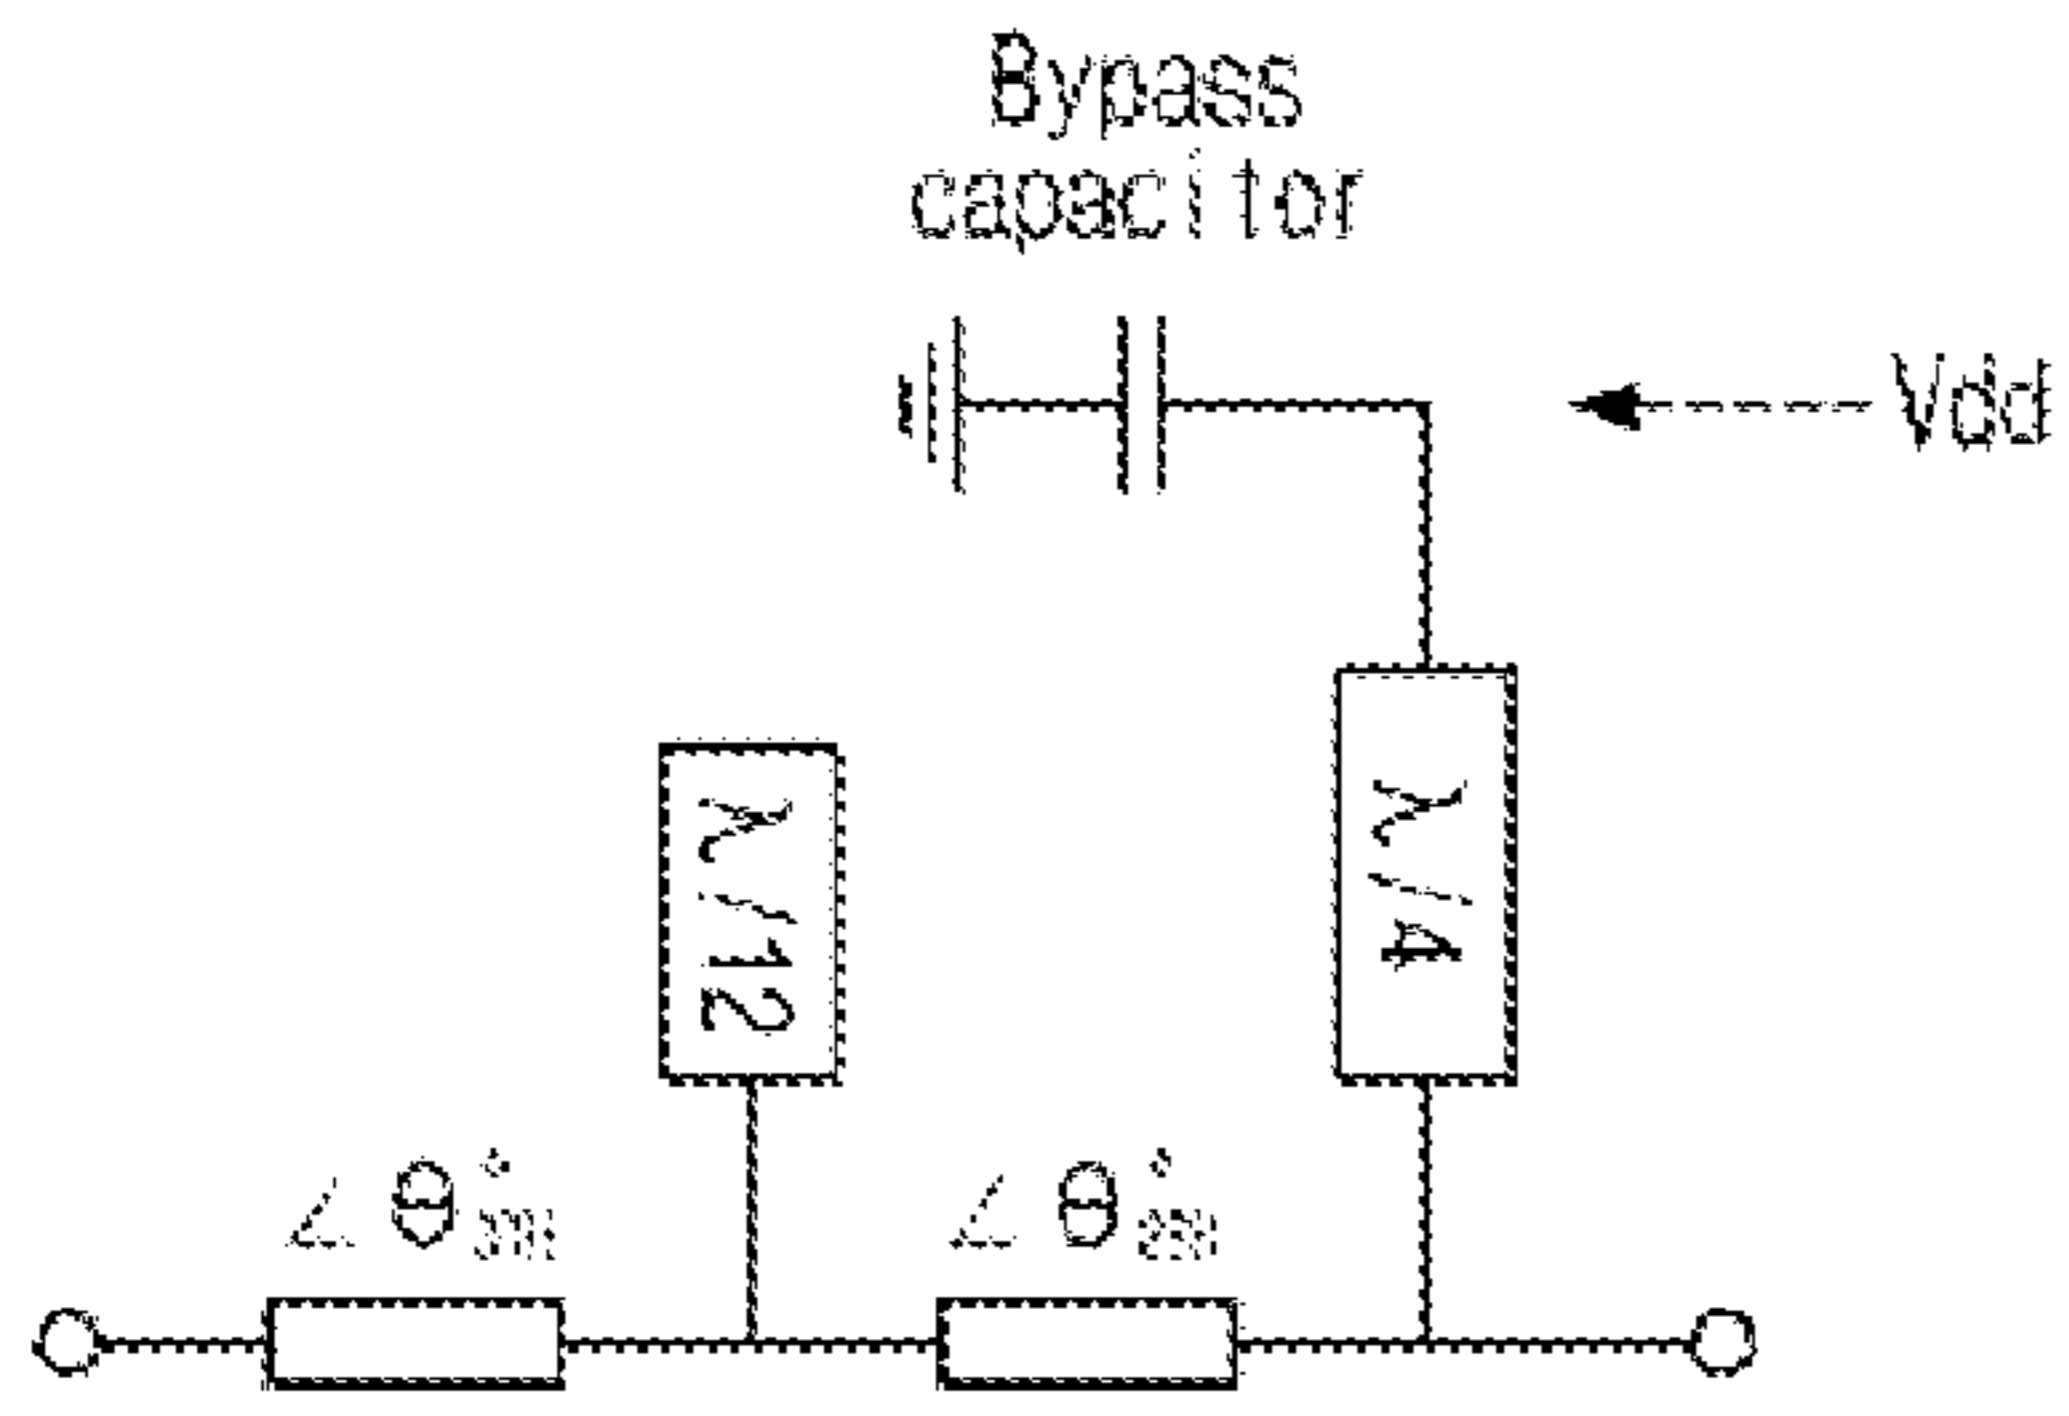 Bypass
capacitor
Vdd
λ/12
λ/4
∠θ°
∠θ°